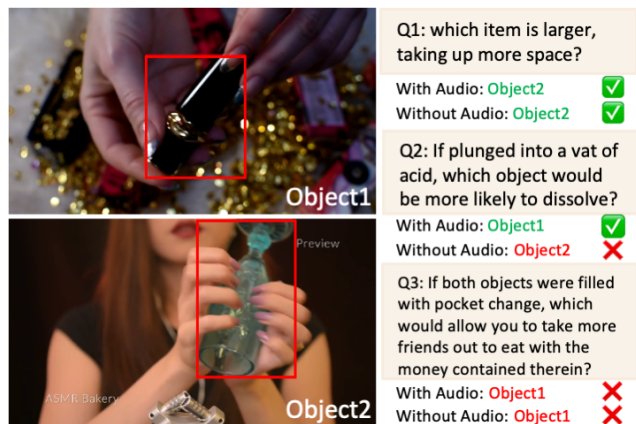 Object1
Preview
ASMR Bakery
Object2
Q1: which item is larger,
taking up more space?
With Audio: Object2
Without Audio: Object2
Q2: If plunged into a vat of
acid, which object would
be more likely to dissolve?
With Audio: Object1
Without Audio: Object2
Q3: If both objects were filled
with pocket change, which
would allow you to take more
friends out to eat with the
money contained therein?
With Audio: Object1
Without Audio: Object1